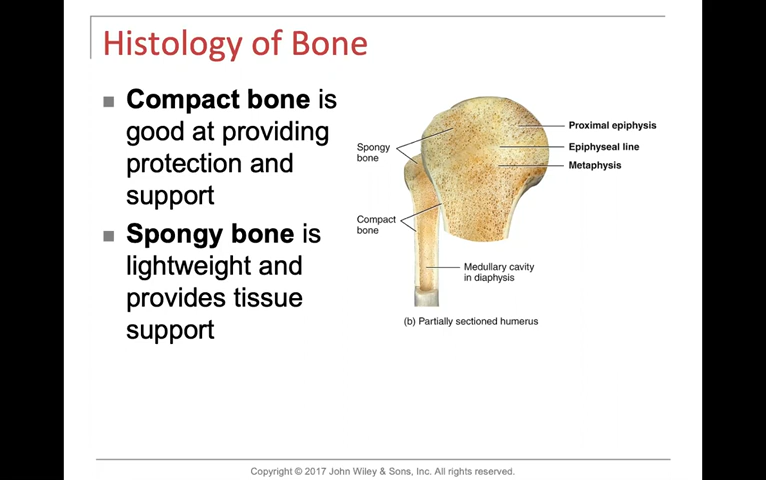 Histology of Bone
■ Compact bone is
good at providing
protection and
support
■ Spongy bone is
lightweight and
provides tissue
support
Spongy
bone
Compact
bone
Proximal epiphysis
Epiphyseal line
Metaphysis
Medullary cavity
in diaphysis
(b) Partially sectioned humerus
Copyright © 2017 John Wiley & Sons, Inc. All rights reserved.